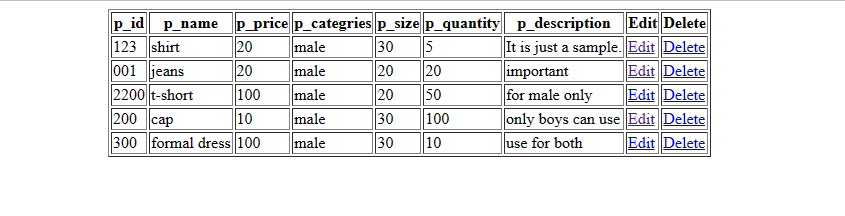 p_id p_name p_price p_categries p_size p_quantity p_description Edit Delete
123 shirt 20 male 30 5 It is just a sample. Edit Delete
001 jeans 20 male 20 20 important Edit Delete
2200 t-short 100 male 20 50 for male only Edit Delete
200 cap 10 male 30 100 only boys can use Edit Delete
300 formal dress 100 male 30 10 use for both Edit Delete